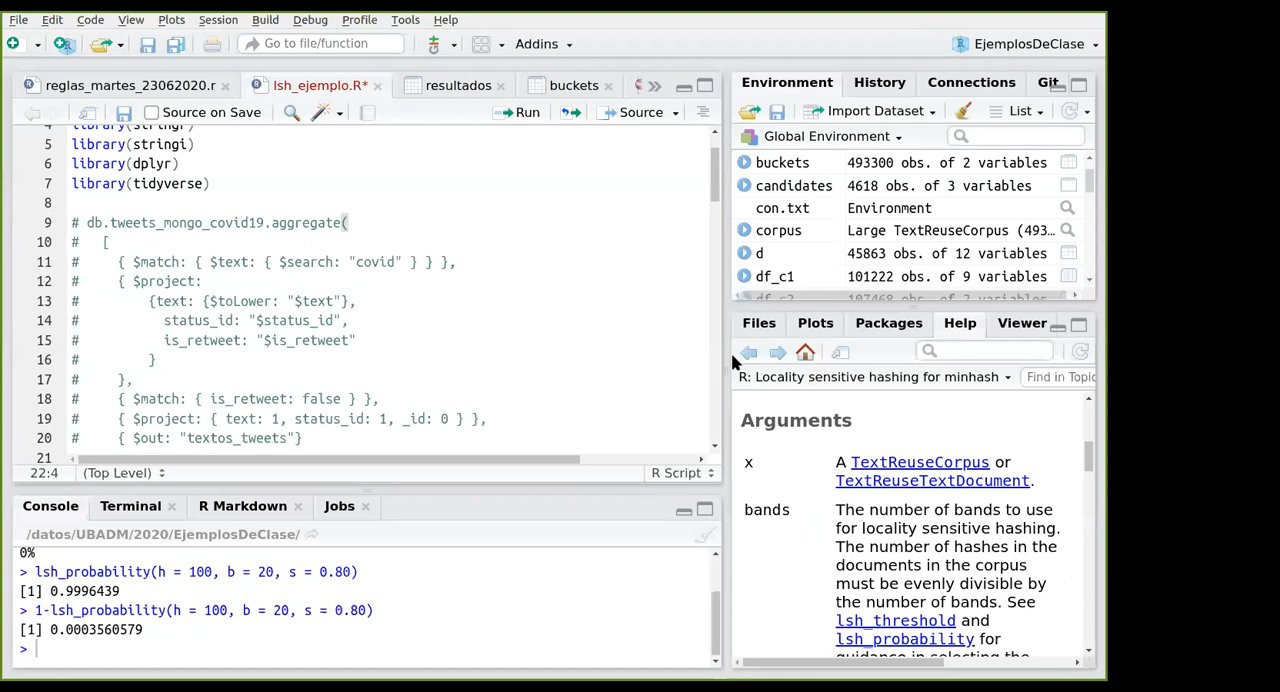 File Edit Code View Plots Session Build Debug Profile Tools Help
Go to file/function Addins EjemplosDeClase
reglas_martes_23062020.r lsh_ejemplo.R* resultados buckets
Source on Save Run Source
4 library(stringr)
5 library(stringi)
6 library(dplyr)
7 library(tidyverse)
8
9 # db.tweets_mongo_covid19.aggregate(
10 # [
11 # { $match: { $text: { $search: "covid" } } },
12 # { $project:
13 # {text: {$toLower: "$text"},
14 # status_id: "$status_id",
15 # is_retweet: "$is_retweet"
16 # }
17 # },
18 # { $match: { is_retweet: false } },
19 # { $project: { text: 1, status_id: 1, _id: 0 } },
20 # { $out: "textos_tweets"}
21
22:4 (Top Level) R Script
Console Terminal R Markdown Jobs
/datos/UBADM/2020/EjemplosDeClase/
0%
> lsh_probability(h = 100, b = 20, s = 0.80)
[1] 0.9996439
> 1-lsh_probability(h = 100, b = 20, s = 0.80)
[1] 0.0003560579
>
Environment History Connections Git
Import Dataset List
Global Environment
buckets 493300 obs. of 2 variables
candidates 4618 obs. of 3 variables
con.txt Environment
corpus Large TextReuseCorpus (493…
d 45863 obs. of 12 variables
df_c1 101222 obs. of 9 variables
df_c2 107468 obs. of 9 variables
Files Plots Packages Help Viewer
R: Locality sensitive hashing for minhash Find in Topic
Arguments
x A TextReuseCorpus or
TextReuseTextDocument.
bands The number of bands to use
for locality sensitive hashing.
The number of hashes in the
documents in the corpus
must be evenly divisible by
the number of bands. See
lsh_threshold and
lsh_probability for
guidance in selecting the